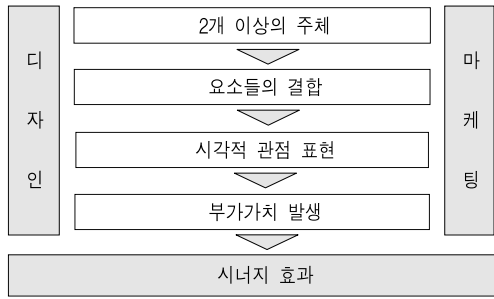 2개 이상의 주체
디자인
마케팅
요소들의 결합
시각적 관점 표현
부가가치 발생
시너지 효과